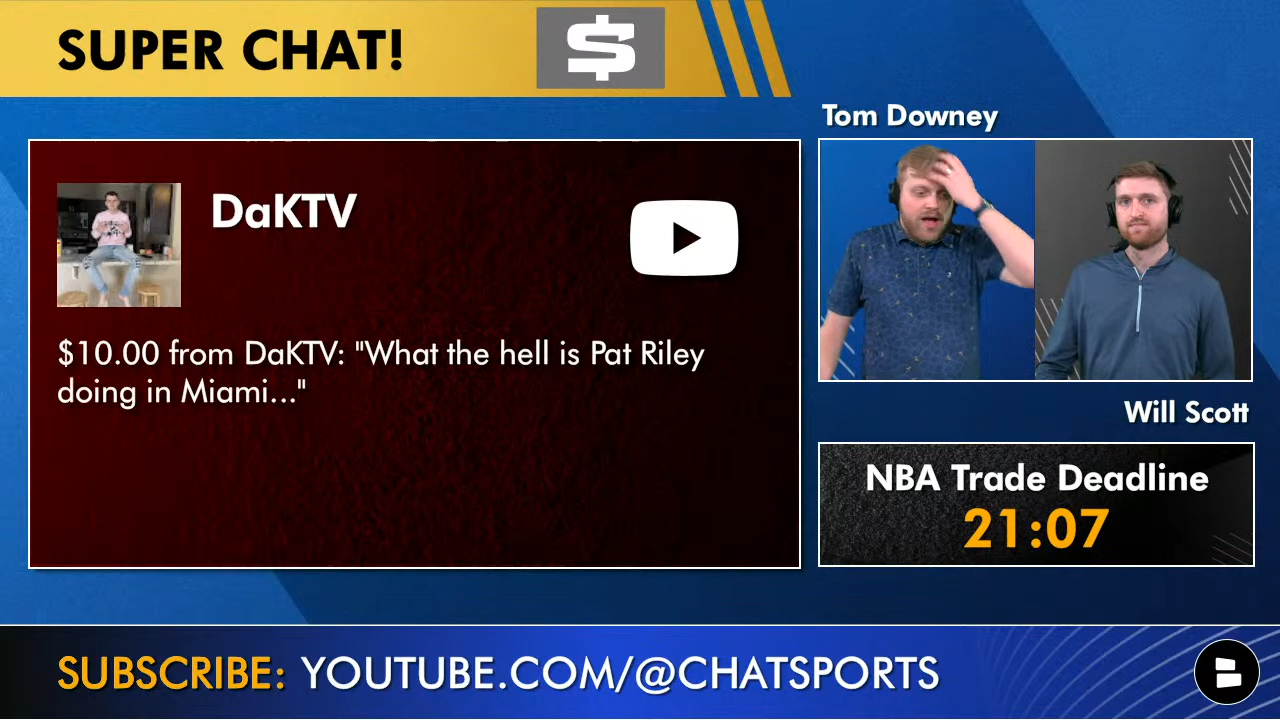 SUPER CHAT!
$
Tom Downey
DaKTV
$10.00 from DaKTV: "What the hell is Pat Riley
doing in Miami..."
Will Scott
NBA Trade Deadline
21:07
SUBSCRIBE: YOUTUBE.COM/@CHATSPORTS